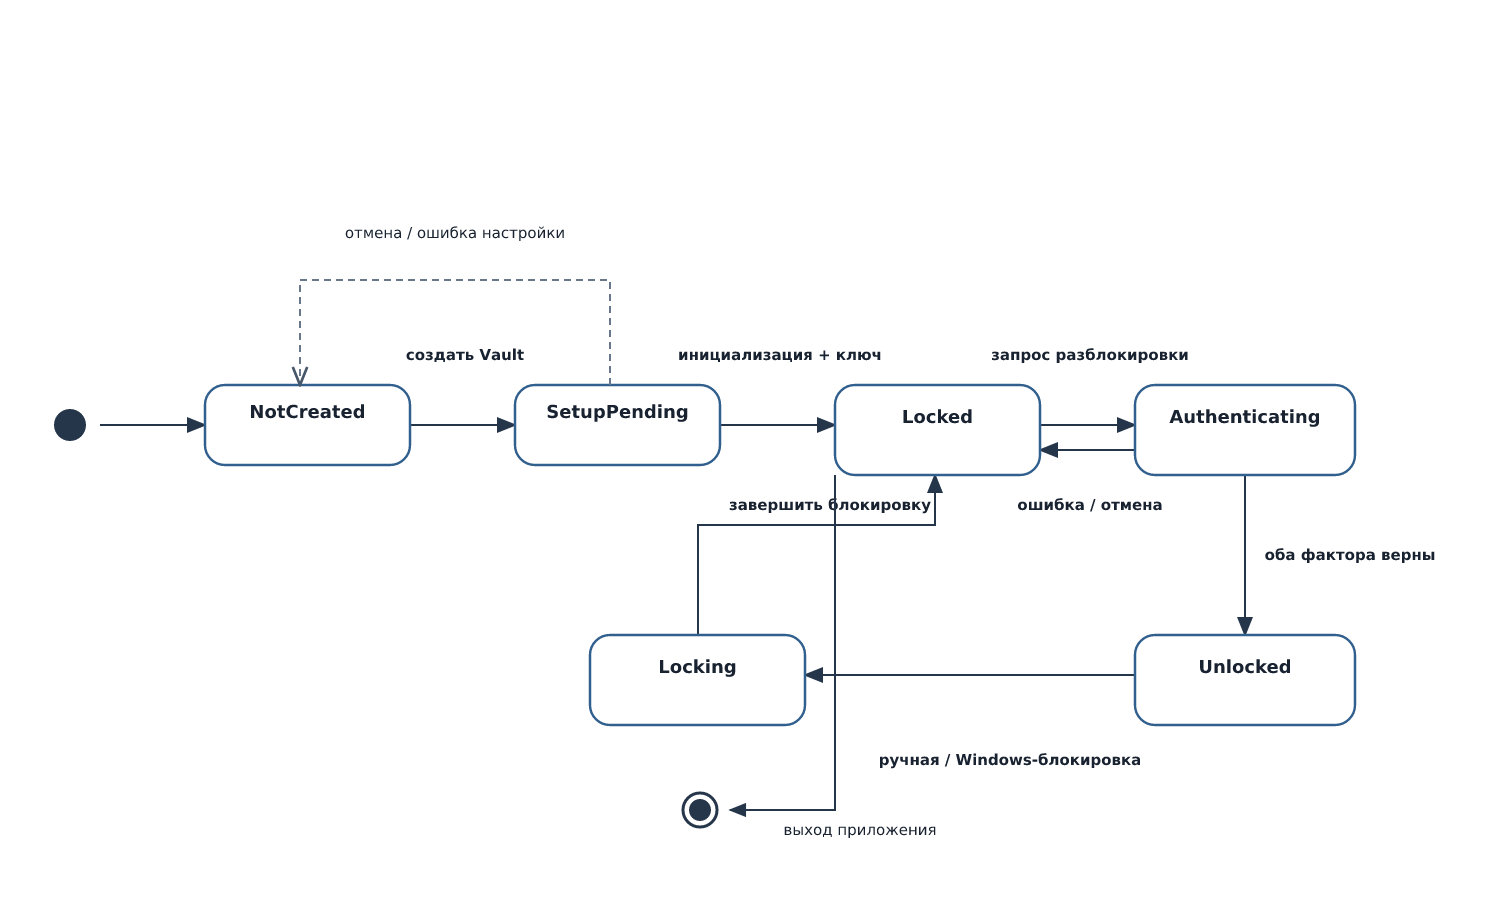 отмена / ошибка настройки
создать Vault
инициализация + ключ
запрос разблокировки
NotCreated
SetupPending
Locked
Authenticating
завершить блокировку
ошибка / отмена
оба фактора верны
Locking
Unlocked
ручная / Windows-блокировка
выход приложения